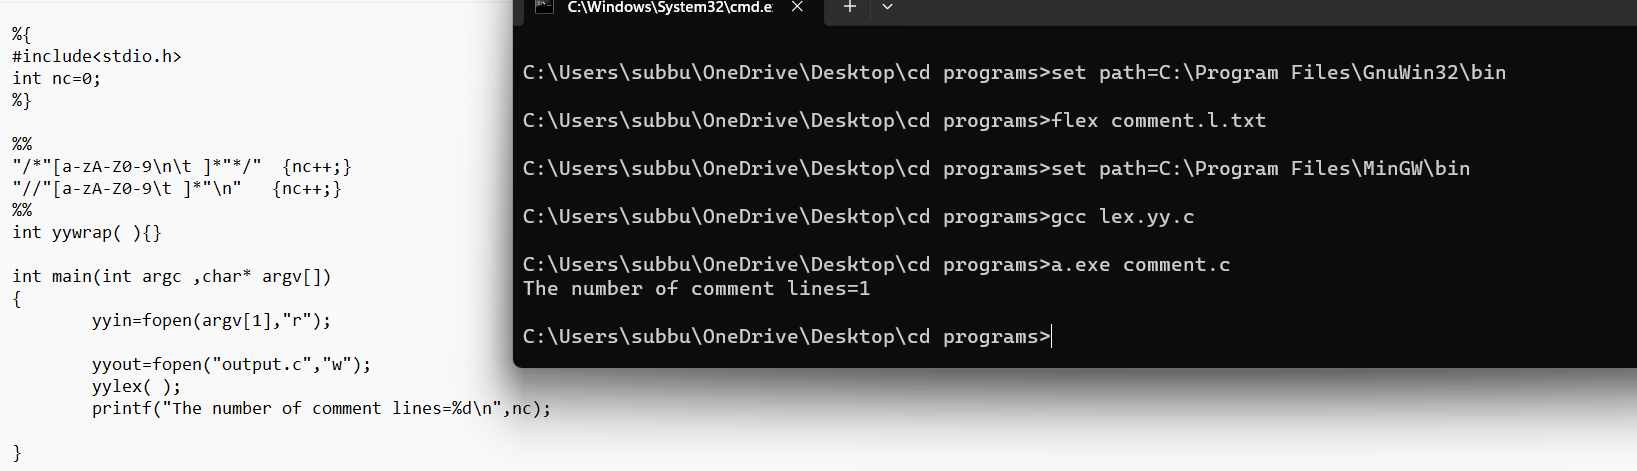 %{
#include<stdio.h>
int nc=0;
%}
%%
"/*"[a-zA-Z0-9\n\t ]*"*/"  {nc++;}
"//"[a-zA-Z0-9\t ]*"\n"   {nc++;}
%%
int yywrap( ){}
int main(int argc ,char* argv[])
{
        yyin=fopen(argv[1],"r");
        yyout=fopen("output.c","w");
        yylex( );
        printf("The number of comment lines=%d\n",nc);
}
C:\Windows\System32\cmd.e
C:\Users\subbu\OneDrive\Desktop\cd programs>set path=C:\Program Files\GnuWin32\bin
C:\Users\subbu\OneDrive\Desktop\cd programs>flex comment.l.txt
C:\Users\subbu\OneDrive\Desktop\cd programs>set path=C:\Program Files\MinGW\bin
C:\Users\subbu\OneDrive\Desktop\cd programs>gcc lex.yy.c
C:\Users\subbu\OneDrive\Desktop\cd programs>a.exe comment.c
The number of comment lines=1
C:\Users\subbu\OneDrive\Desktop\cd programs>